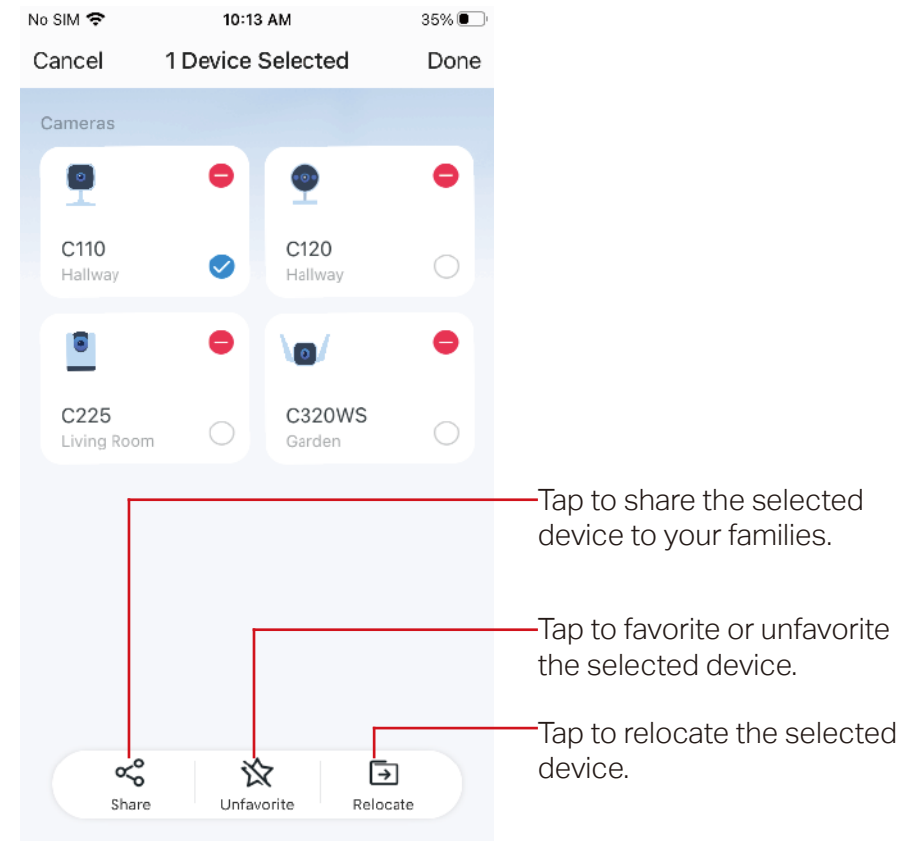 No SIM 10:13 AM 35%
Cancel 1 Device Selected Done
Cameras
C110
Hallway
C120
Hallway
C225
Living Room
C320WS
Garden
Tap to share the selected
device to your families.
Tap to favorite or unfavorite
the selected device.
Tap to relocate the selected
device.
Share Unfavorite Relocate